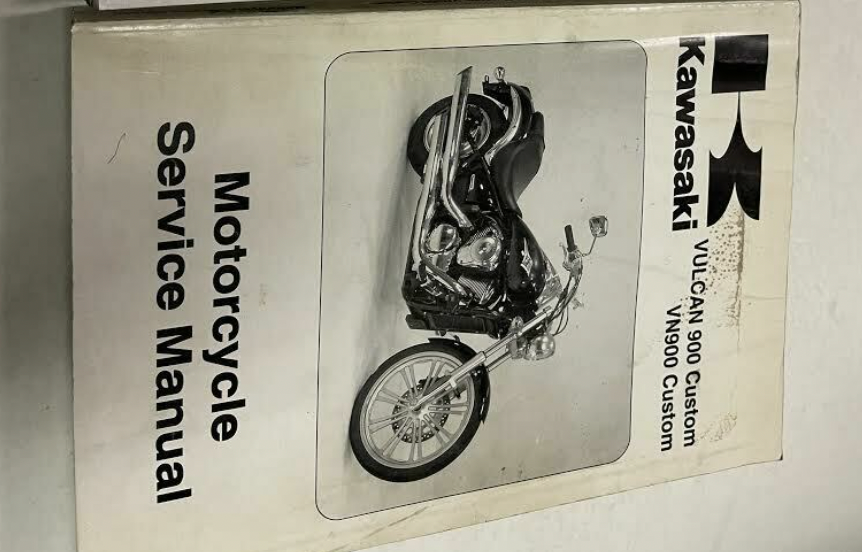 Kawasaki
VULCAN 900 Custom
VN900 Custom
Motorcycle
Service Manual